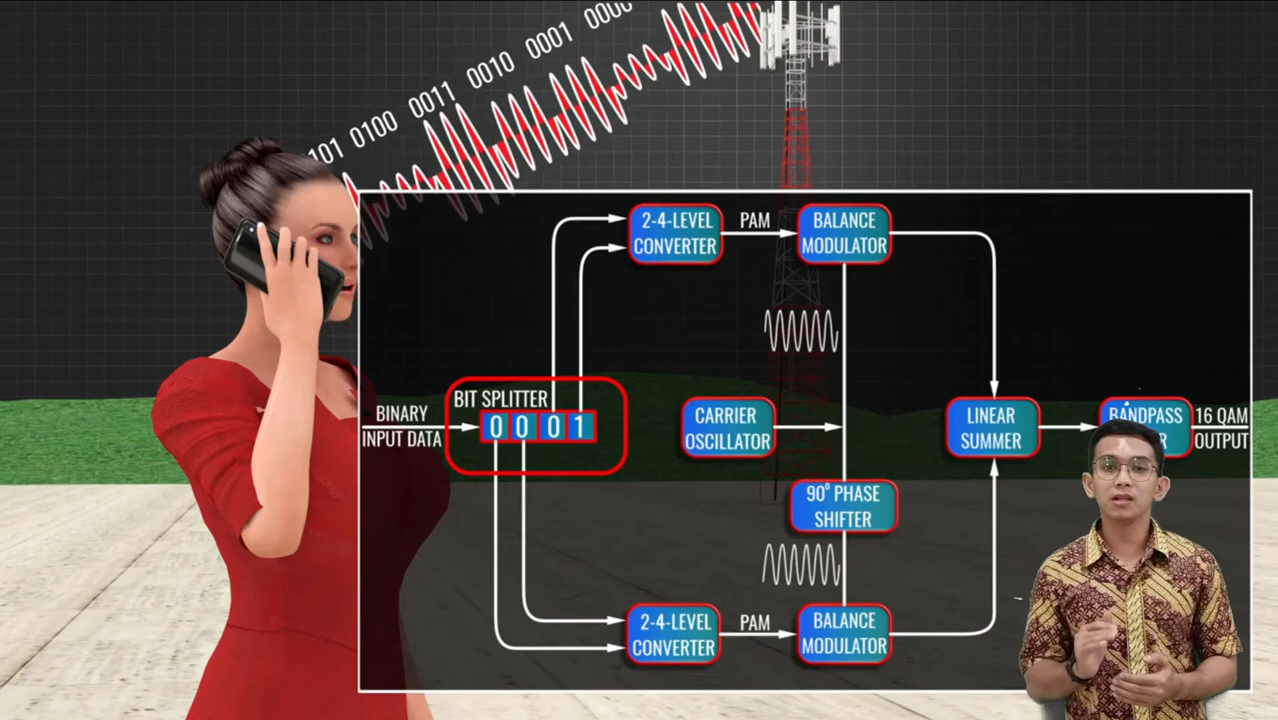 101 0100 0011 0010 0001 0000
2-4-LEVEL
CONVERTER
PAM
BALANCE
MODULATOR
BIT SPLITTER
0 0 0 1
BINARY
INPUT DATA
CARRIER
OSCILLATOR
LINEAR
SUMMER
BANDPASS
16 QAM
OUTPUT
90⁰ PHASE
SHIFTER
2-4-LEVEL
CONVERTER
PAM
BALANCE
MODULATOR